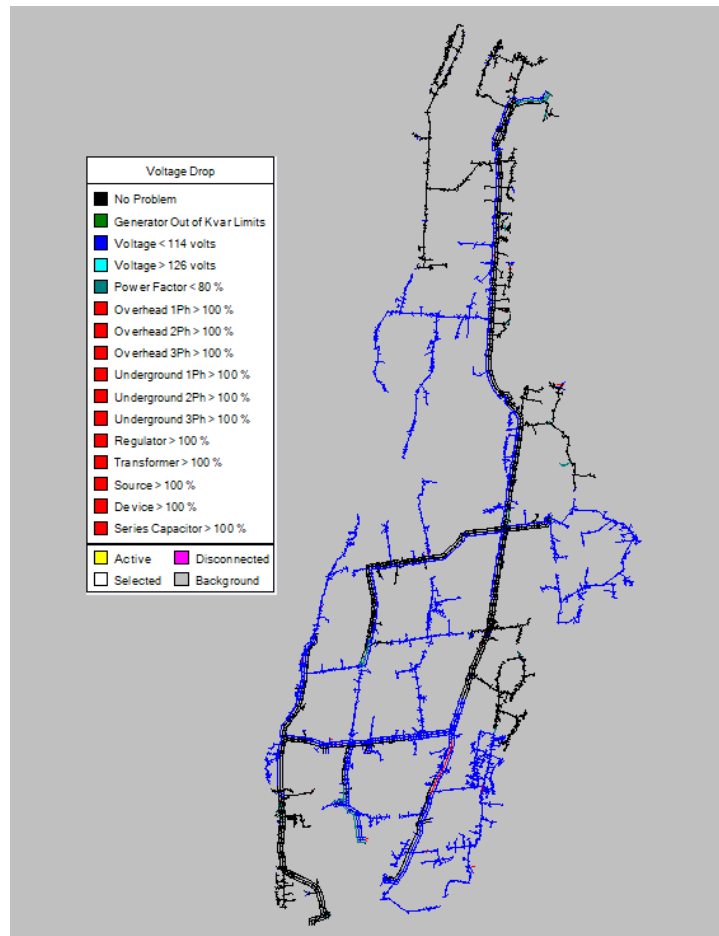 Voltage Drop
No Problem
Generator Out of Kvar Limits
Voltage < 114 volts
Voltage > 126 volts
Power Factor < 80 %
Overhead 1Ph > 100 %
Overhead 2Ph > 100 %
Overhead 3Ph > 100 %
Underground 1Ph > 100 %
Underground 2Ph > 100 %
Underground 3Ph > 100 %
Regulator > 100 %
Transformer > 100 %
Source > 100 %
Device > 100 %
Series Capacitor > 100 %
Active Disconnected
Selected Background